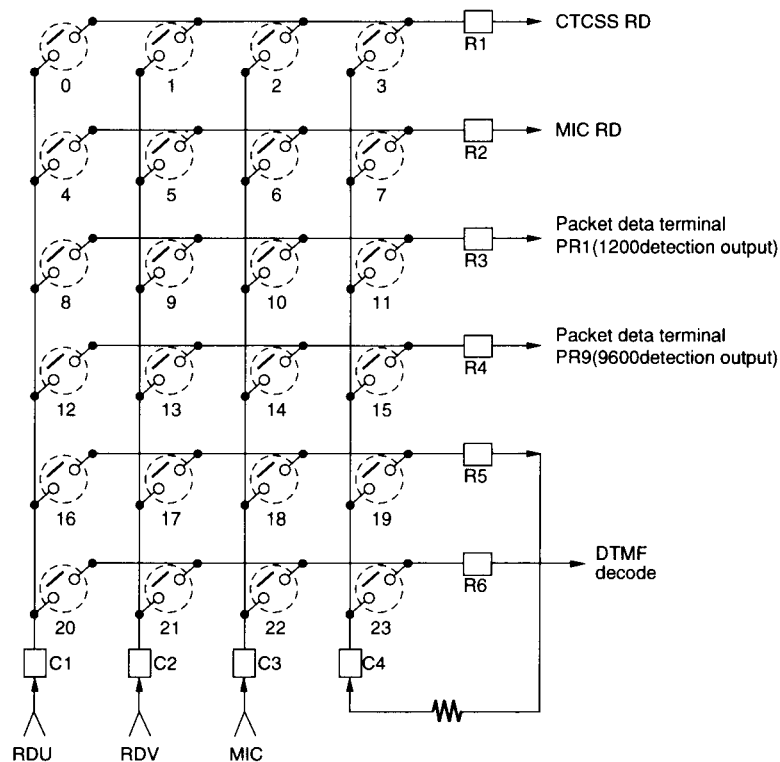 R1
CTCSS RD
0
1
2
3
R2
MIC RD
4
5
6
7
R3
Packet deta terminal
PR1(1200detection output)
8
9
10
11
R4
Packet deta terminal
PR9(9600detection output)
12
13
14
15
R5
16
17
18
19
R6
DTMF
decode
20
21
22
23
C1
C2
C3
C4
RDU
RDV
MIC